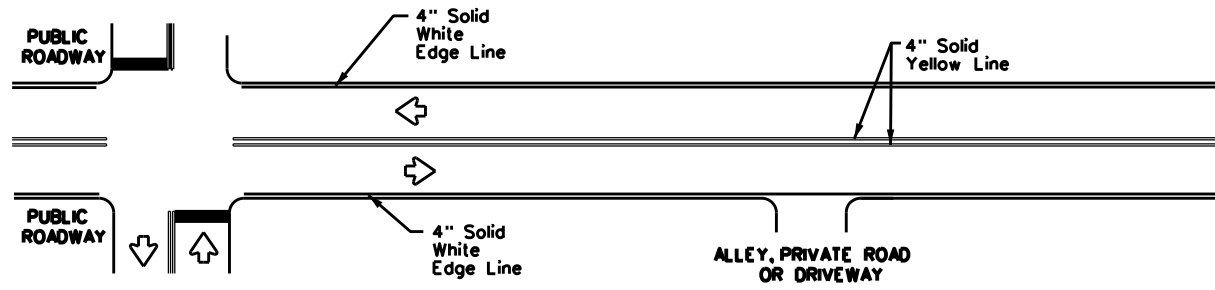 PUBLIC
ROADWAY
4" Solid
White
Edge Line
4" Solid
Yellow Line
PUBLIC
ROADWAY
4" Solid
White
Edge Line
ALLEY, PRIVATE ROAD
OR DRIVEWAY